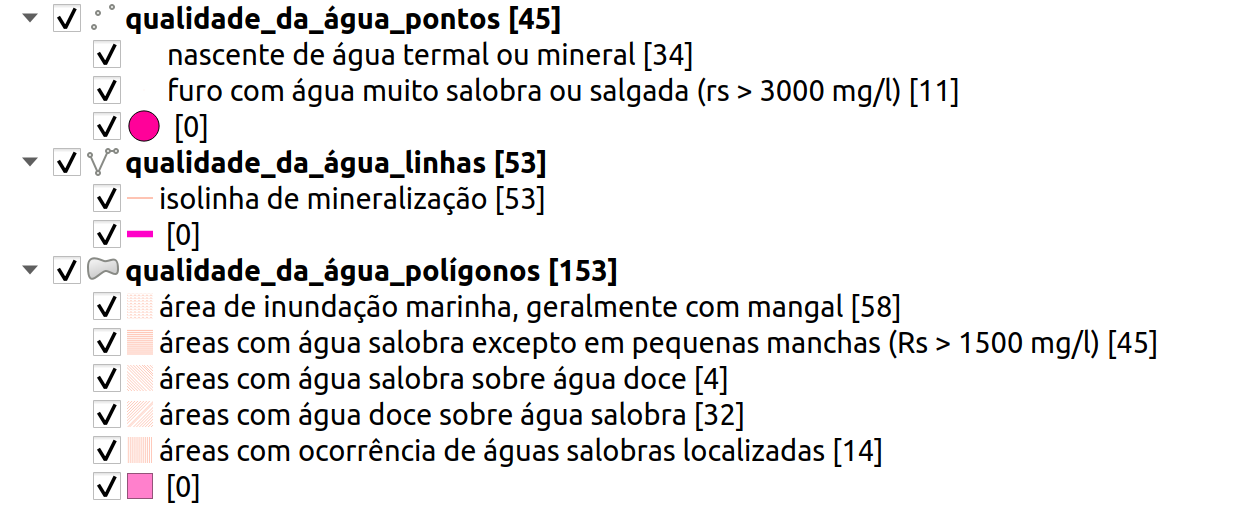 qualidade_da_água_pontos [45]
nascente de água termal ou mineral [34]
furo com água muito salobra ou salgada (rs > 3000 mg/l) [11]
[0]
qualidade_da_água_linhas [53]
isolinha de mineralização [53]
[0]
qualidade_da_água_polígonos [153]
área de inundação marinha, geralmente com mangal [58]
áreas com água salobra excepto em pequenas manchas (Rs > 1500 mg/l) [45]
áreas com água salobra sobre água doce [4]
áreas com água doce sobre água salobra [32]
áreas com ocorrência de águas salobras localizadas [14]
[0]